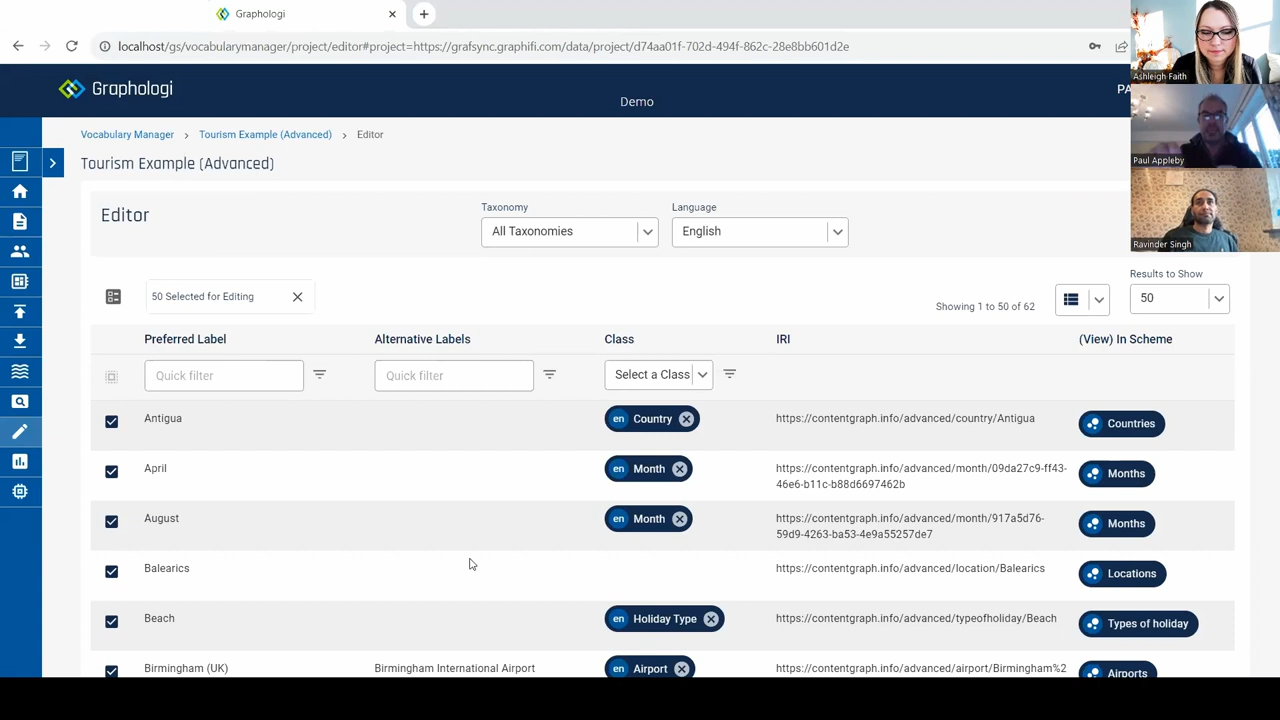 Graphologi
localhost/gs/vocabularymanager/project/editor#project=https://grafsync.graphifi.com/data/project/d74aa01f-702d-494f-862c-28e8bb601d2e
Ashleigh Faith
Graphologi
Demo
PA
Paul Appleby
Vocabulary Manager > Tourism Example (Advanced) > Editor
Tourism Example (Advanced)
Ravinder Singh
Editor
Taxonomy
All Taxonomies
Language
English
50 Selected for Editing
Showing 1 to 50 of 62
Results to Show
50
Preferred Label Alternative Labels Class IRI (View) In Scheme
Quick filter Quick filter Select a Class
Antigua en Country https://contentgraph.info/advanced/country/Antigua Countries
April en Month https://contentgraph.info/advanced/month/09da27c9-ff43-
46e6-b11c-b88d6697462b Months
August en Month https://contentgraph.info/advanced/month/917a5d76-
59d9-4263-ba53-4e9a55257de7 Months
Balearics https://contentgraph.info/advanced/location/Balearics Locations
Beach en Holiday Type https://contentgraph.info/advanced/typeofholiday/Beach Types of holiday
Birmingham (UK) Birmingham International Airport en Airport https://contentgraph.info/advanced/airport/Birmingham%2 Airports